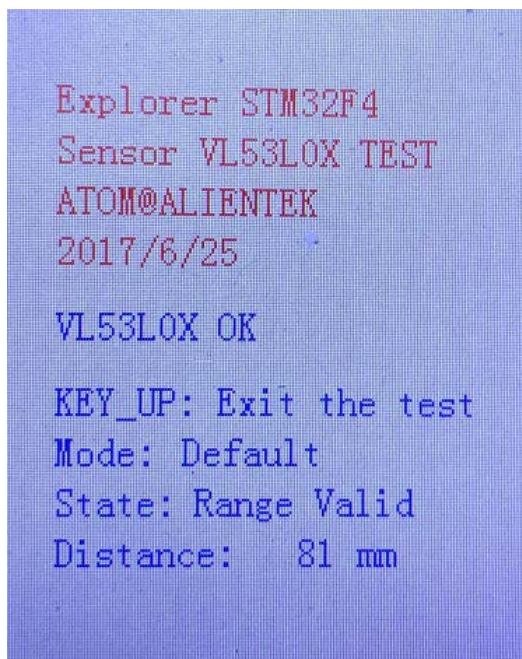 Explorer STM32F4
Sensor VL53L0X TEST
ATOM@ALIENTEK
2017/6/25
VL53L0X OK
KEY_UP: Exit the test
Mode: Default
State: Range Valid
Distance: 81 mm